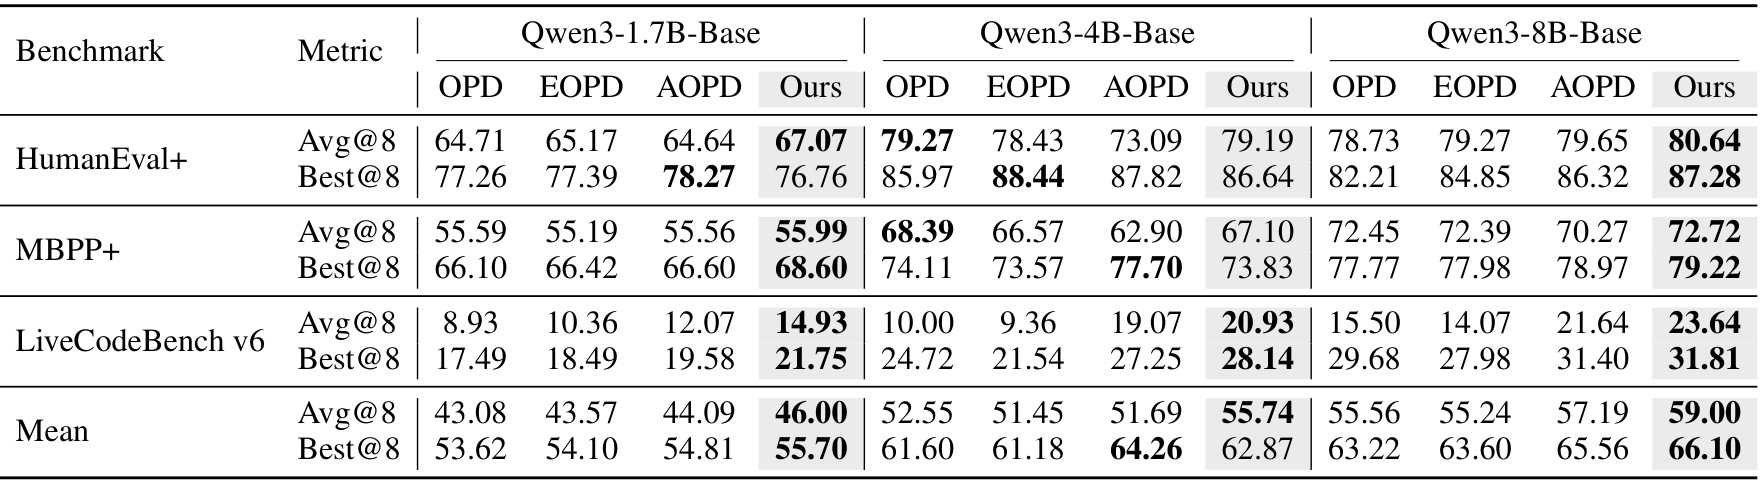 Benchmark Metric Qwen3-1.7B-Base Qwen3-4B-Base Qwen3-8B-Base
OPD EOPD AOPD Ours OPD EOPD AOPD Ours OPD EOPD AOPD Ours
HumanEval+ Avg@8 64.71 65.17 64.64 67.07 79.27 78.43 73.09 79.19 78.73 79.27 79.65 80.64
Best@8 77.26 77.39 78.27 76.76 85.97 88.44 87.82 86.64 82.21 84.85 86.32 87.28
MBPP+ Avg@8 55.59 55.19 55.56 55.99 68.39 66.57 62.90 67.10 72.45 72.39 70.27 72.72
Best@8 66.10 66.42 66.60 68.60 74.11 73.57 77.70 73.83 77.77 77.98 78.97 79.22
LiveCodeBench v6 Avg@8 8.93 10.36 12.07 14.93 10.00 9.36 19.07 20.93 15.50 14.07 21.64 23.64
Best@8 17.49 18.49 19.58 21.75 24.72 21.54 27.25 28.14 29.68 27.98 31.40 31.81
Mean Avg@8 43.08 43.57 44.09 46.00 52.55 51.45 51.69 55.74 55.56 55.24 57.19 59.00
Best@8 53.62 54.10 54.81 55.70 61.60 61.18 64.26 62.87 63.22 63.60 65.56 66.10